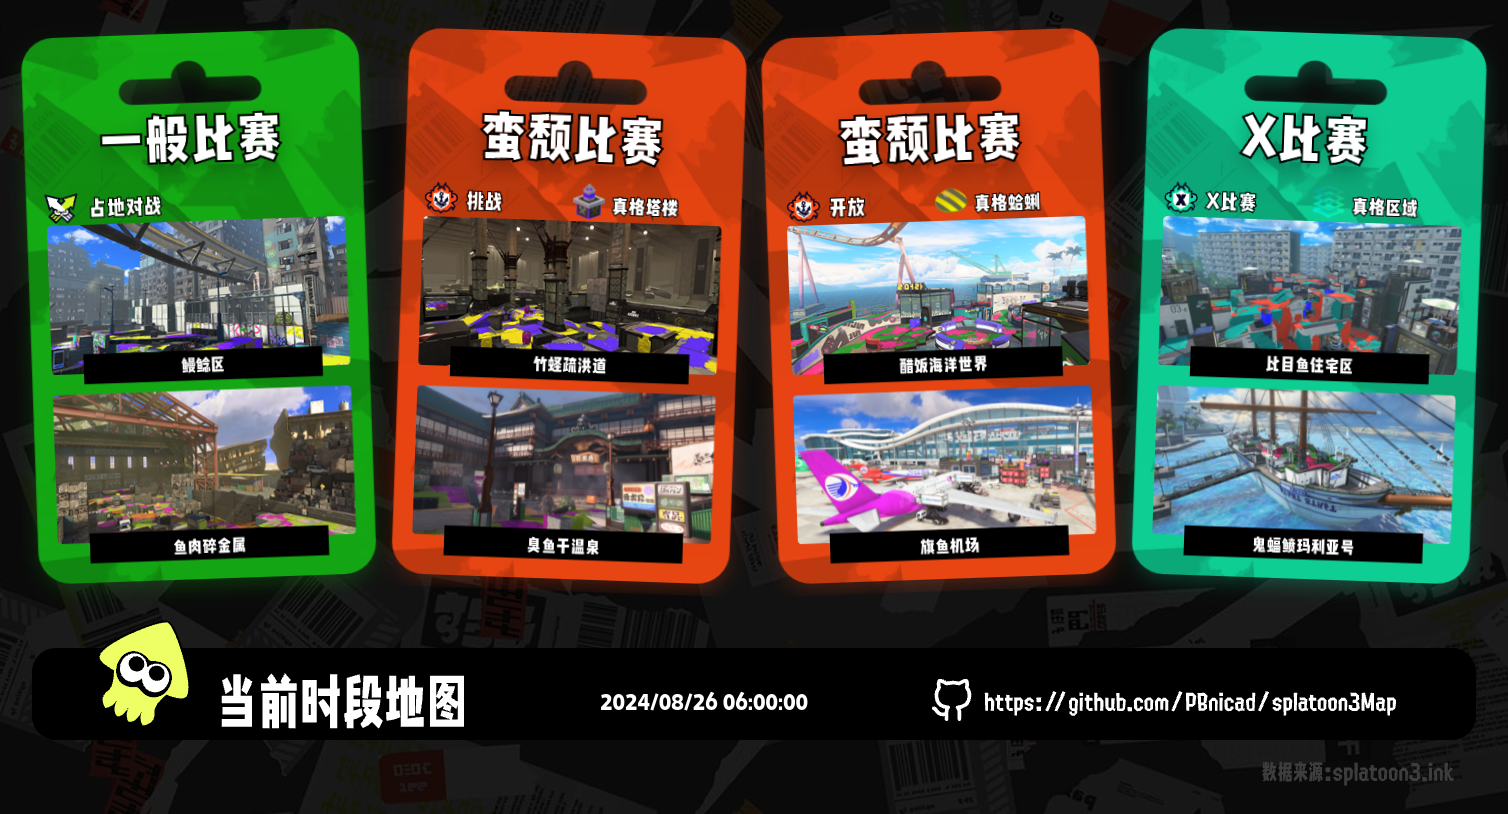 一般比赛
占地对战
鳗鲶区
鱼肉碎金属
蛮颓比赛
挑战
真格塔楼
竹蛏疏洪道
臭鱼干温泉
蛮颓比赛
开放
真格蛤蜊
醋饭海洋世界
旗鱼机场
X比赛
X比赛
真格区域
比目鱼住宅区
鬼蝠鲼玛利亚号
当前时段地图
2024/08/26 06:00:00
https://github.com/PBnicad/splatoon3Map
数据来源:splatoon3.ink